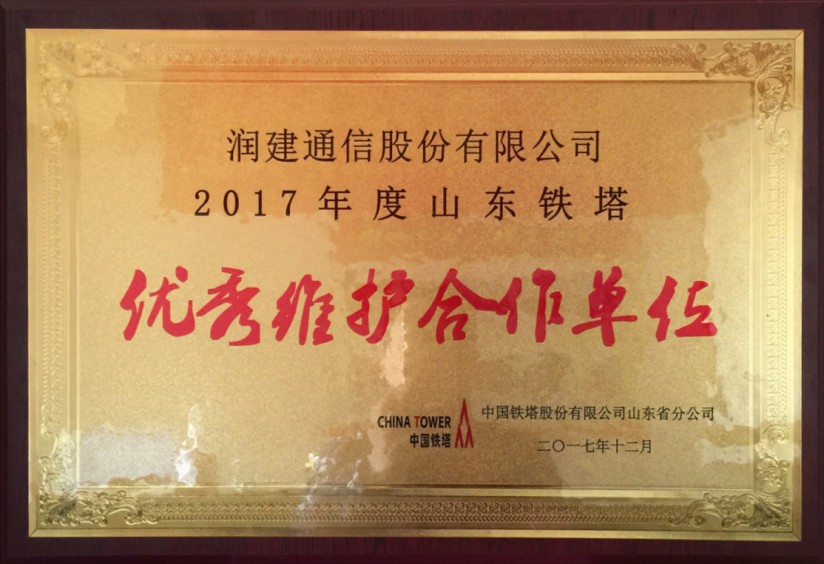 润建通信股份有限公司
2017年度山东铁塔
优秀维护合作单位
CHINA TOWER
中国铁塔
中国铁塔股份有限公司山东省分公司
二〇一七年十二月